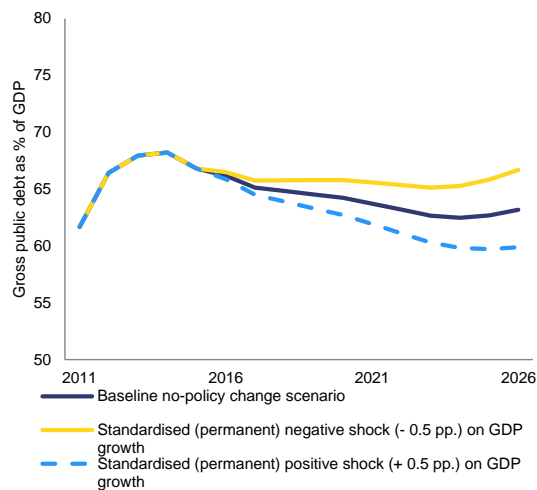 80
75
70
65
60
55
50
Gross public debt as % of GDP
2011
2016
2021
2026
Baseline no-policy change scenario
Standardised (permanent) negative shock (- 0.5 pp.) on GDP
growth
Standardised (permanent) positive shock (+ 0.5 pp.) on GDP
growth